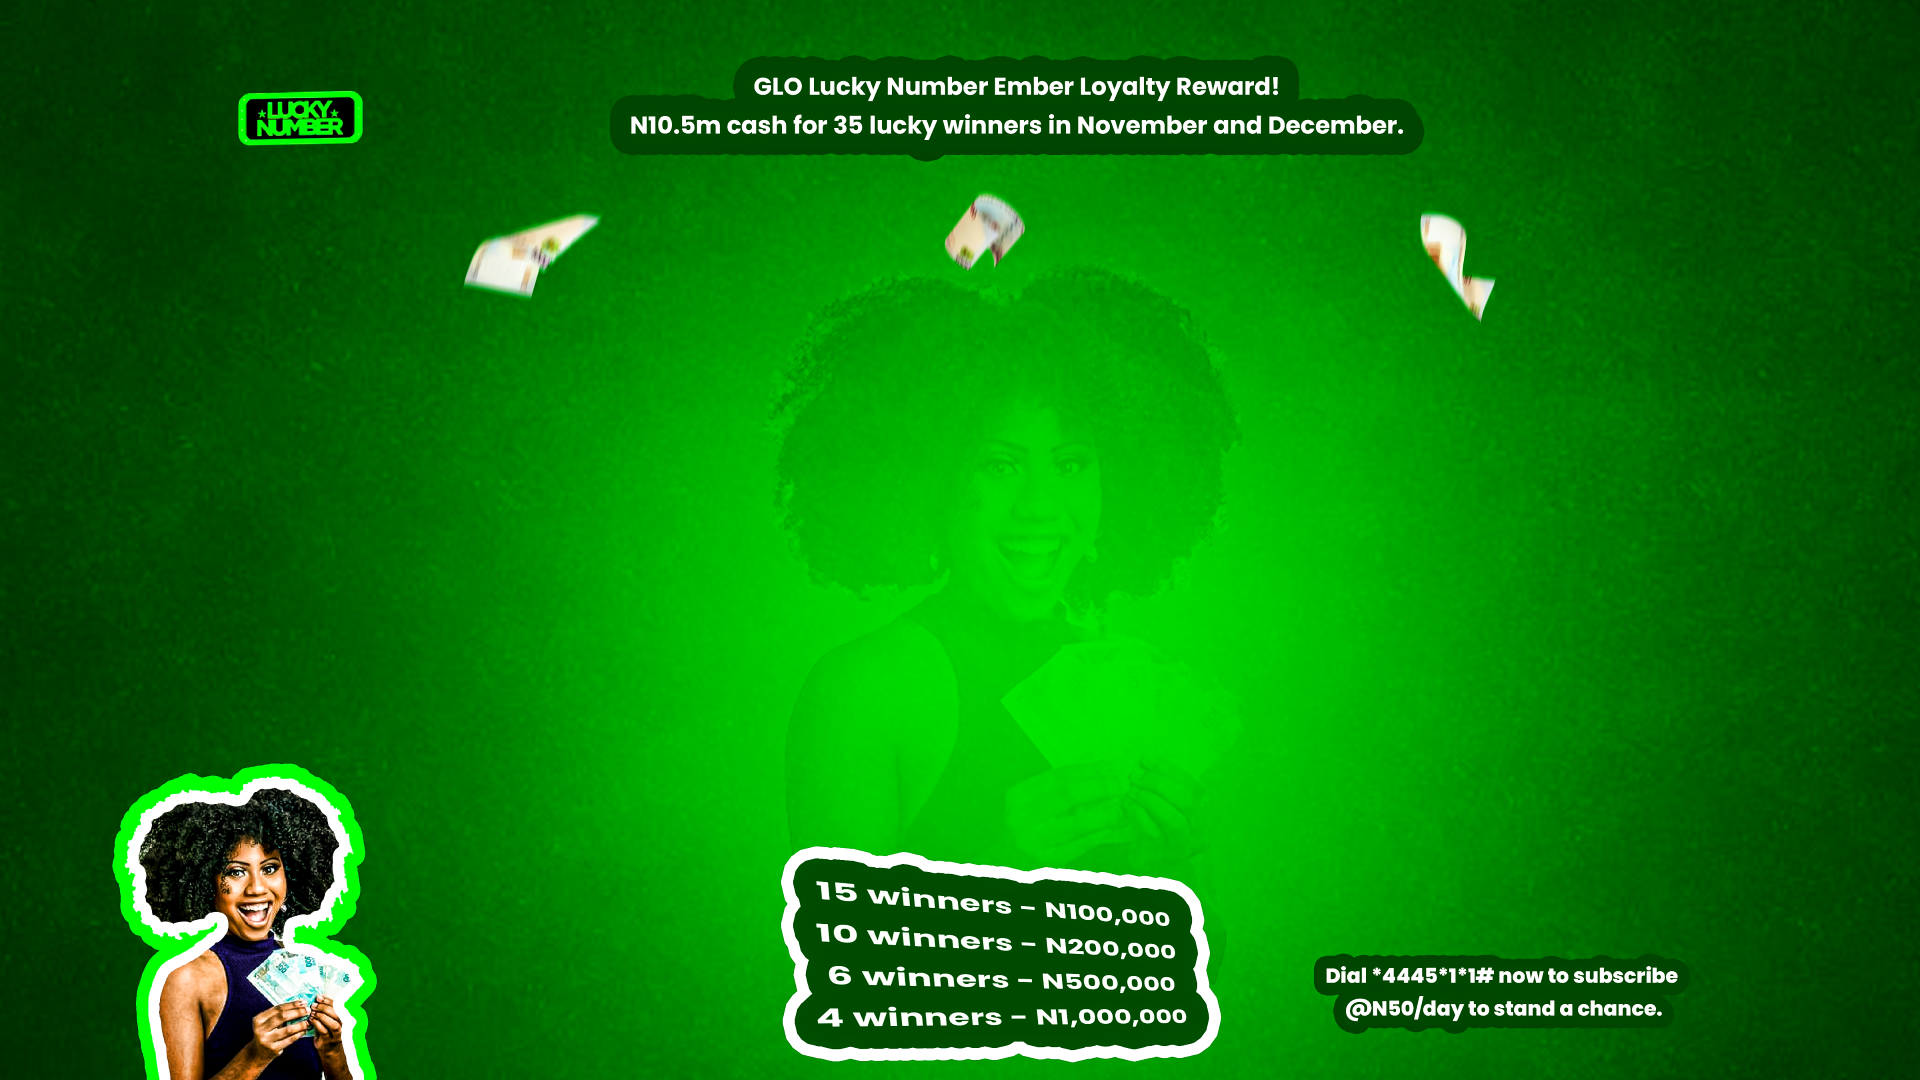 LUCKY
NUMBER
GLO Lucky Number Ember Loyalty Reward!
N10.5m cash for 35 lucky winners in November and December.
15 winners – N100,000
10 winners – N200,000
6 winners – N500,000
4 winners – N1,000,000
Dial *4445*1*1# now to subscribe
@N50/day to stand a chance.